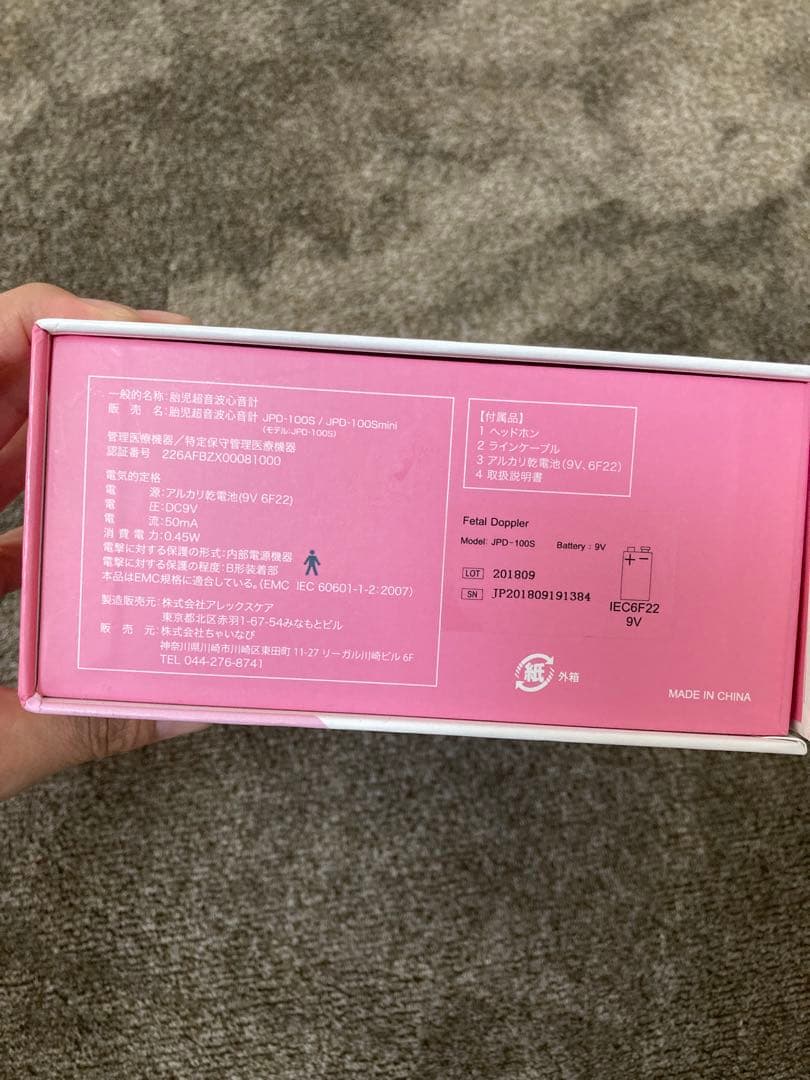 一般的名称：胎児超音波心音計
販 売 名：胎児超音波心音計 JPD-100S / JPD-100Smini
(モデル：JPD-100S)
管理医療機器／特定保守管理医療機器
認証番号 226AFBZX00081000
電気的定格
電 源：アルカリ乾電池(9V 6F22)
電 圧：DC9V
電 流：50mA
消 費 電 力：0.45W
電撃に対する保護の形式：内部電源機器
電撃に対する保護の程度：B形装着部
本品はEMC規格に適合している。(EMC IEC 60601-1-2：2007)
製造販売元：株式会社アレックスケア
東京都北区赤羽1-67-54みなもとビル
販 売 元：株式会社ちゃいなび
神奈川県川崎市川崎区東田町 11-27 リーガル川崎ビル 6F
TEL 044-276-8741
【付属品】
1 ヘッドホン
2 ラインケーブル
3 アルカリ乾電池(9V、6F22)
4 取扱説明書
Fetal Doppler
Model: JPD-100S Battery : 9V
LOT 201809
SN JP201809191384
IEC6F22
9V
紙 外箱
MADE IN CHINA